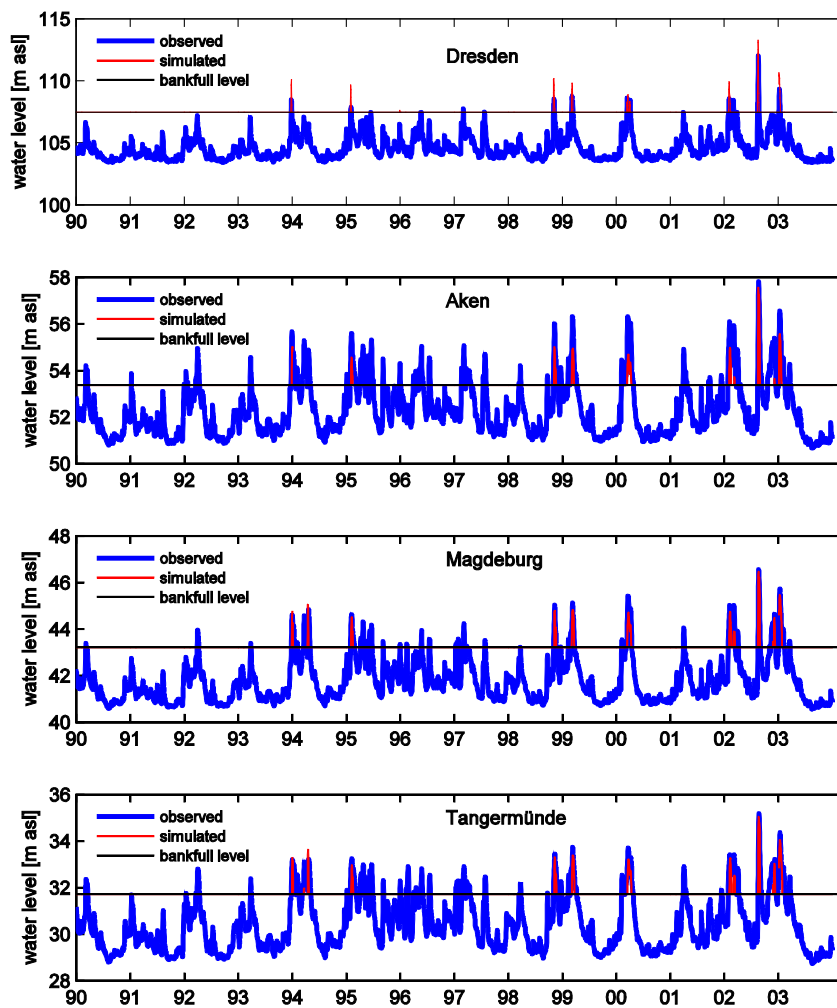 115
110
105
100
water level [m asl]
observed
simulated
bankfull level
Dresden
90 91 92 93 94 95 96 97 98 99 00 01 02 03
58
56
54
52
50
water level [m asl]
observed
simulated
bankfull level
Aken
90 91 92 93 94 95 96 97 98 99 00 01 02 03
48
46
44
42
40
water level [m asl]
observed
simulated
bankfull level
Magdeburg
90 91 92 93 94 95 96 97 98 99 00 01 02 03
36
34
32
30
28
water level [m asl]
observed
simulated
bankfull level
Tangermünde
90 91 92 93 94 95 96 97 98 99 00 01 02 03